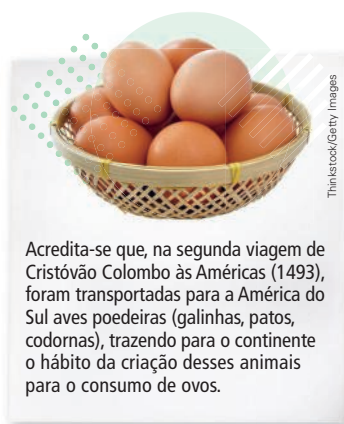 Thinkstock/Getty Images
Acredita-se que, na segunda viagem de
Cristóvão Colombo às Américas (1493),
foram transportadas para a América do
Sul aves poedeiras (galinhas, patos,
codornas), trazendo para o continente
o hábito da criação desses animais
para o consumo de ovos.